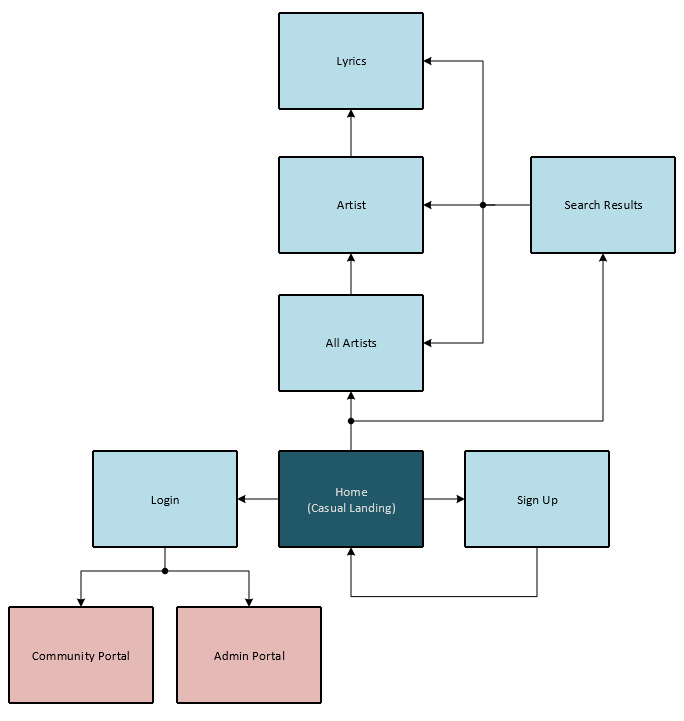 Lyrics
Artist
Search Results
All Artists
Login
Home
(Casual Landing)
Sign Up
Community Portal
Admin Portal